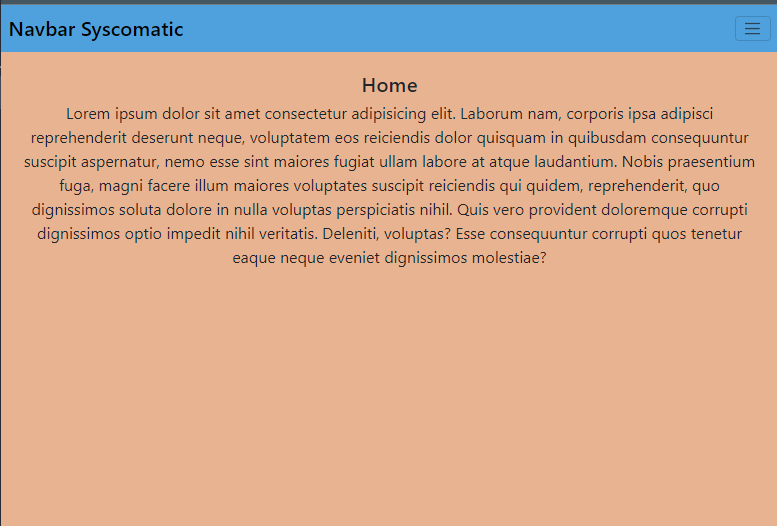 Navbar Syscomatic
Home
Lorem ipsum dolor sit amet consectetur adipisicing elit. Laborum nam, corporis ipsa adipisci
reprehenderit deserunt neque, voluptatem eos reiciendis dolor quisquam in quibusdam consequuntur
suscipit aspernatur, nemo esse sint maiores fugiat ullam labore at atque laudantium. Nobis praesentium
fuga, magni facere illum maiores voluptates suscipit reiciendis qui quidem, reprehenderit, quo
dignissimos soluta dolore in nulla voluptas perspiciatis nihil. Quis vero provident doloremque corrupti
dignissimos optio impedit nihil veritatis. Deleniti, voluptas? Esse consequuntur corrupti quos tenetur
eaque neque eveniet dignissimos molestiae?